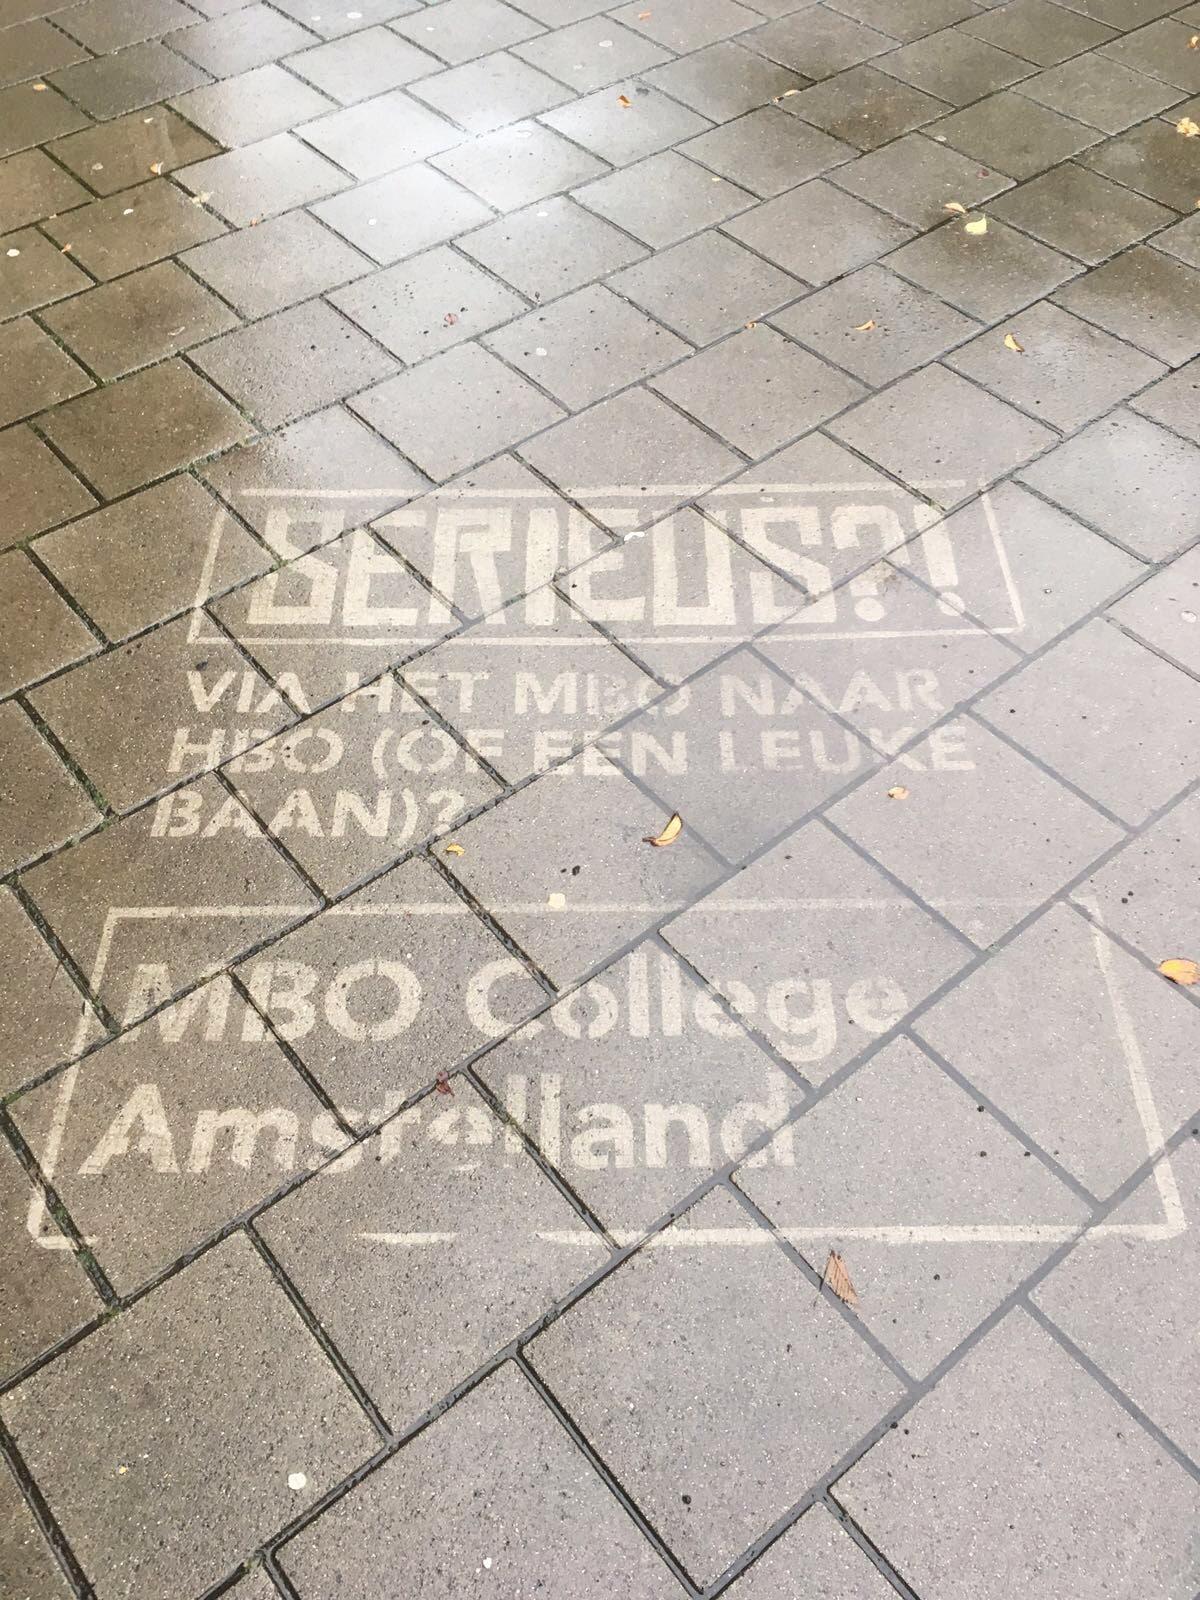 SERIEUS?!
VIA HET MBO NAAR
HBO (OF EEN LEUKE
BAAN)?
MBO College
Amstelland